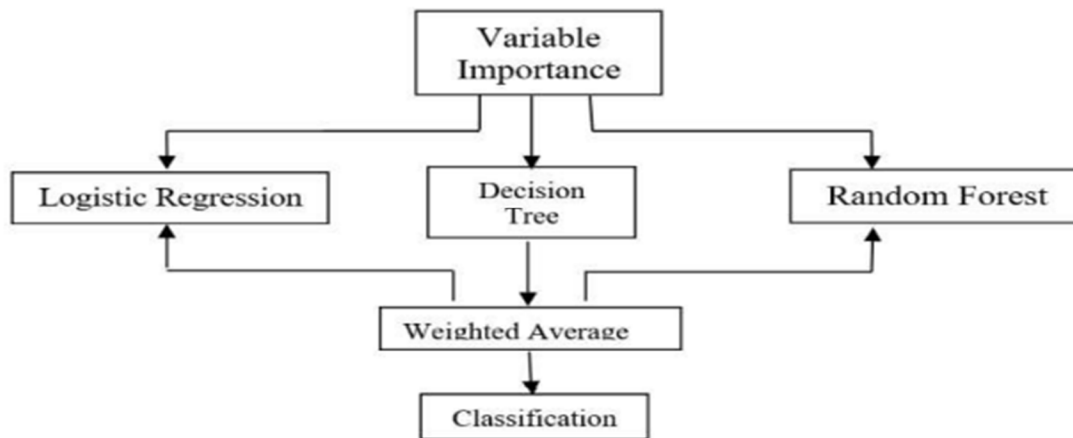 Variable
Importance
Logistic Regression
Decision
Tree
Random Forest
Weighted Average
Classification